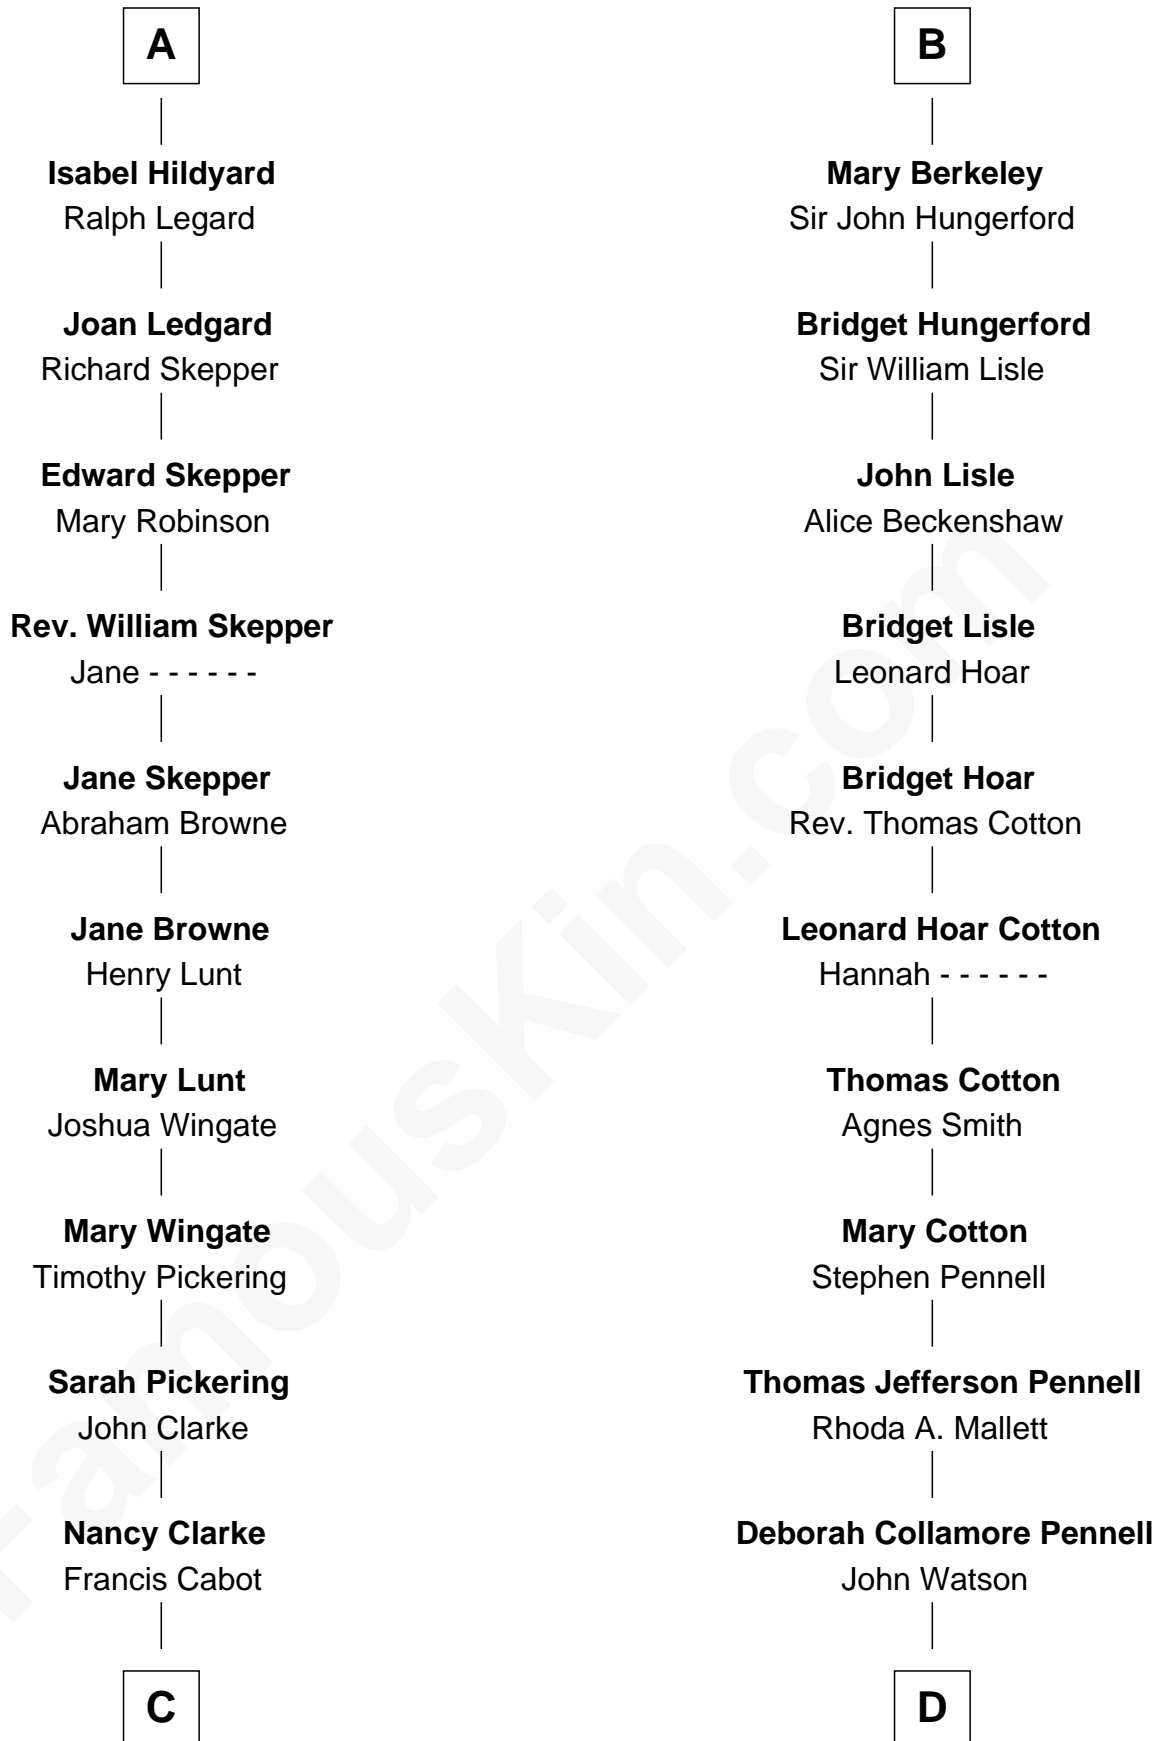 A
Isabel Hildyard
Ralph Legard
Joan Ledgard
Richard Skepper
Edward Skepper
Mary Robinson
Rev. William Skepper
Jane - - - - - -
Jane Skepper
Abraham Browne
Jane Browne
Henry Lunt
Mary Lunt
Joshua Wingate
Mary Wingate
Timothy Pickering
Sarah Pickering
John Clarke
Nancy Clarke
Francis Cabot
C
B
Mary Berkeley
Sir John Hungerford
Bridget Hungerford
Sir William Lisle
John Lisle
Alice Beckenshaw
Bridget Lisle
Leonard Hoar
Bridget Hoar
Rev. Thomas Cotton
Leonard Hoar Cotton
Hannah - - - - - -
Thomas Cotton
Agnes Smith
Mary Cotton
Stephen Pennell
Thomas Jefferson Pennell
Rhoda A. Mallett
Deborah Collamore Pennell
John Watson
D
FamousKin.com